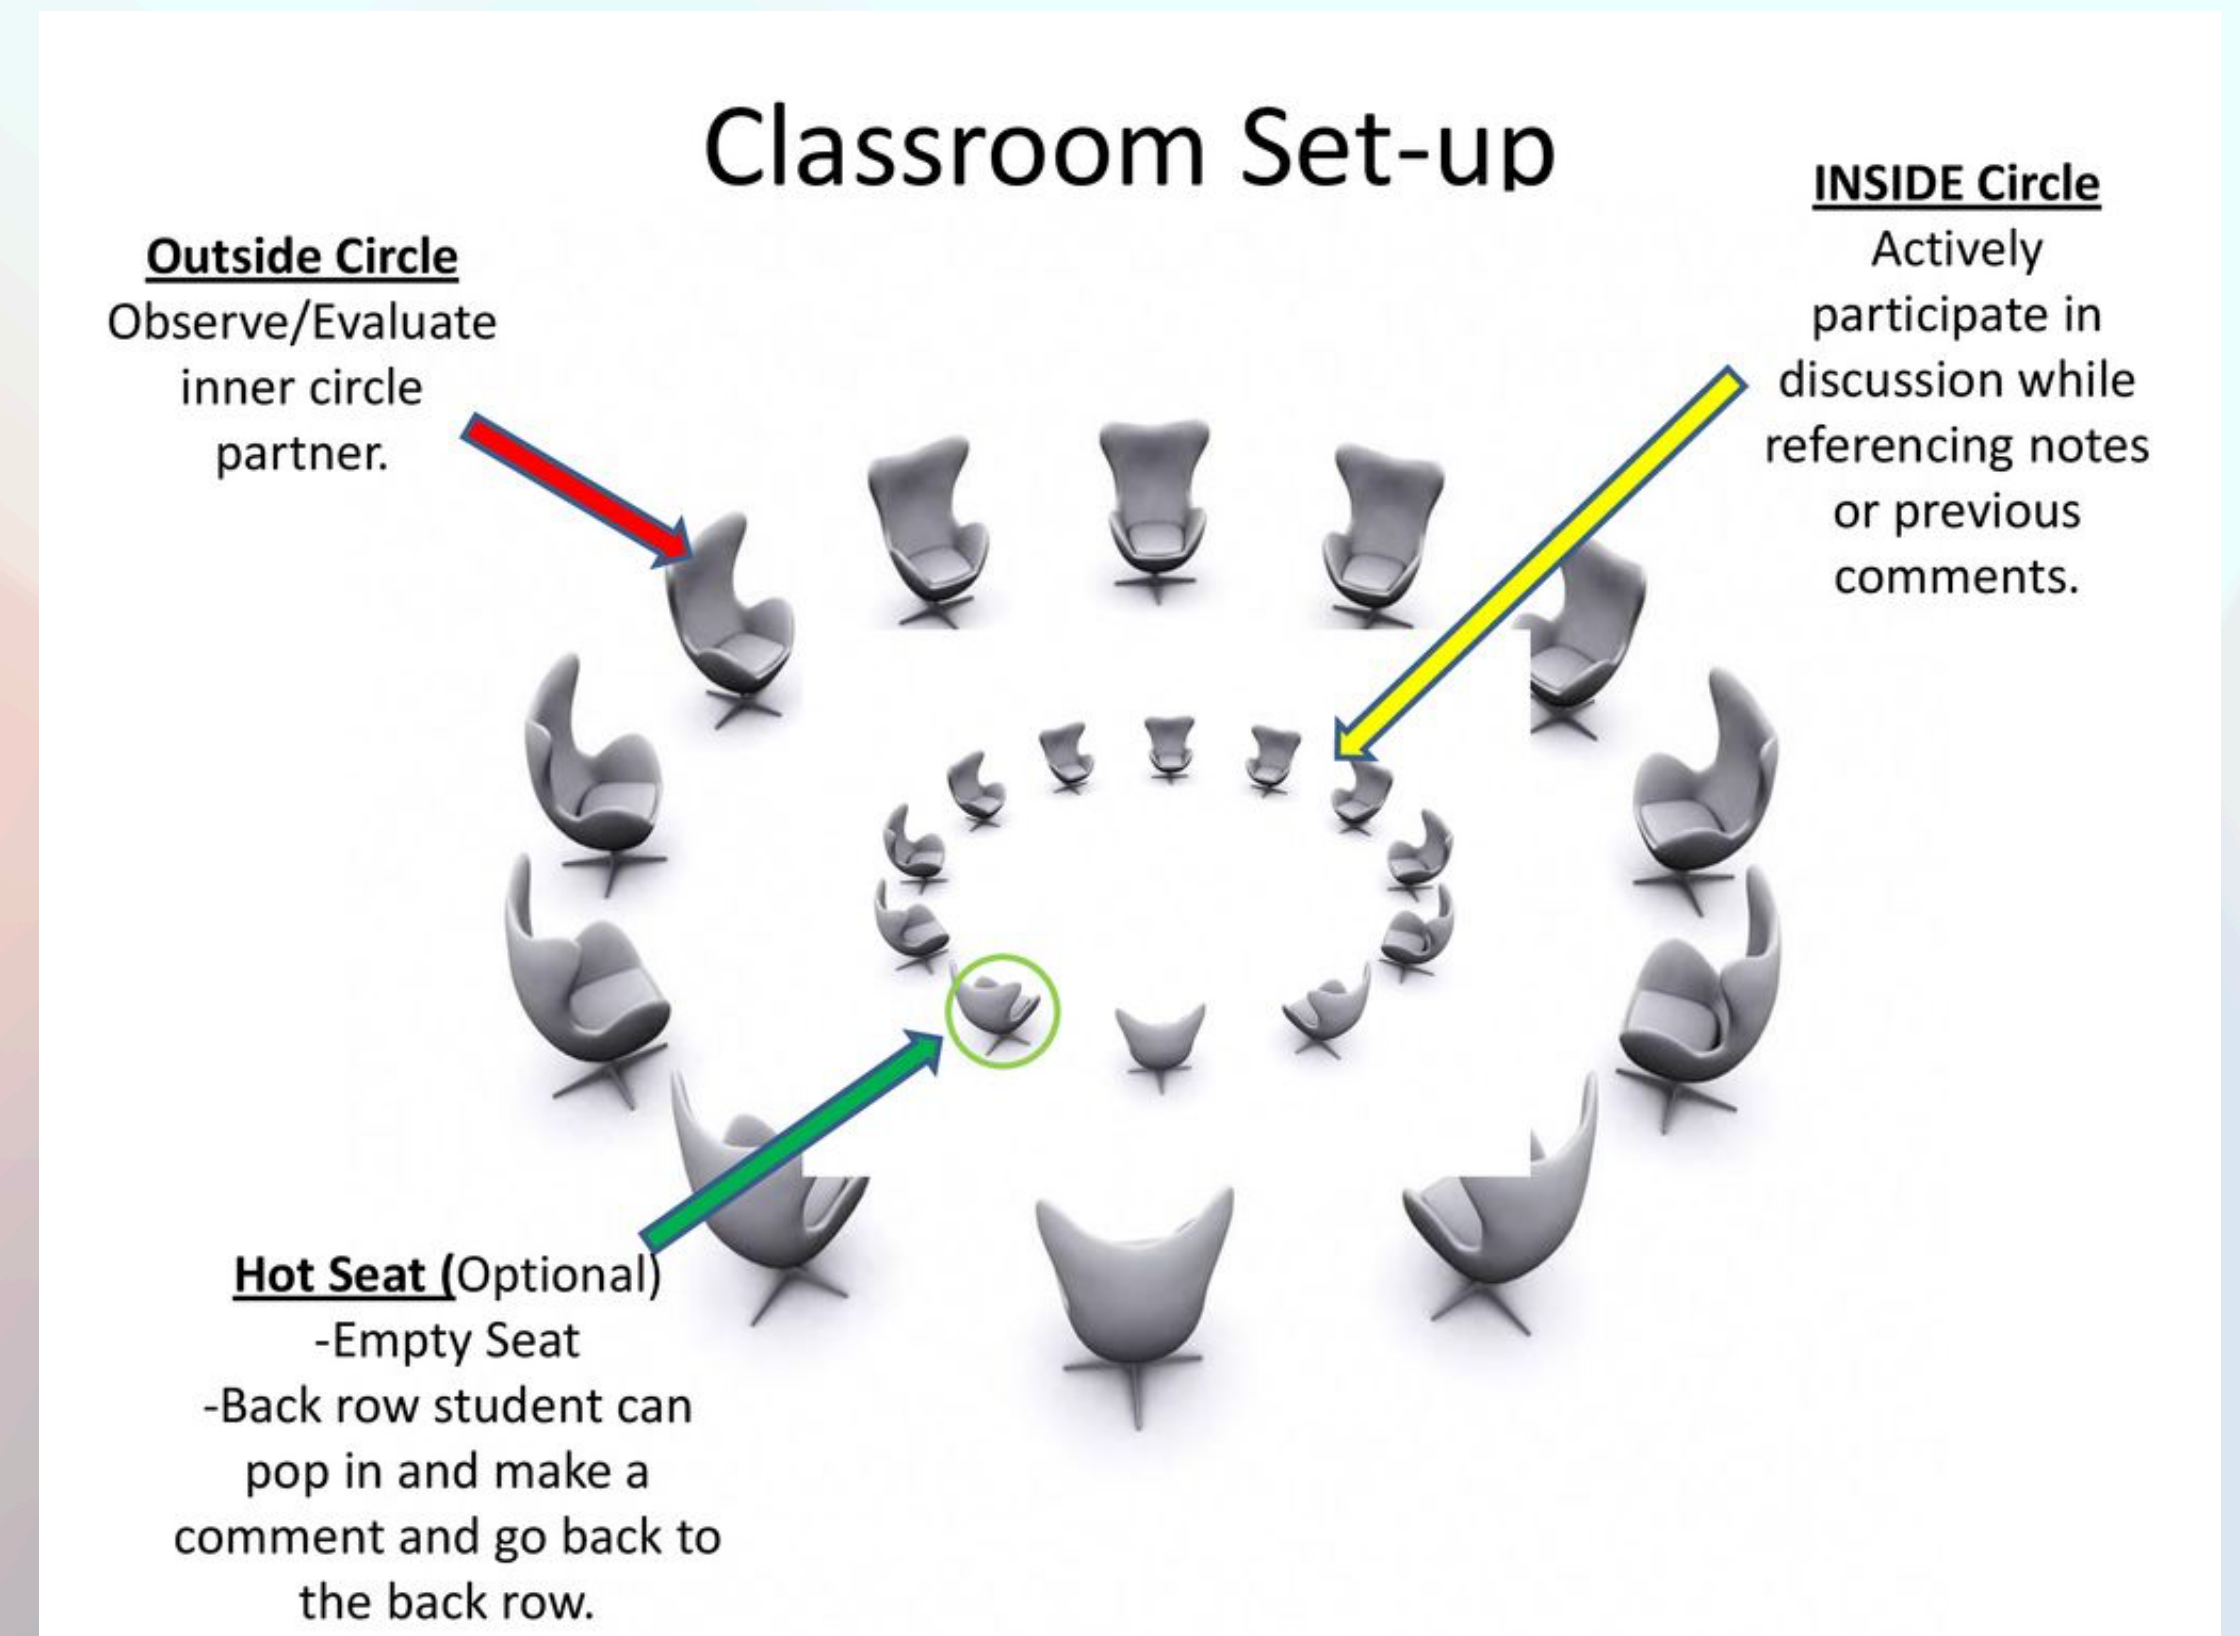 Classroom Set-up
Outside Circle
Observe/Evaluate
inner circle
partner.
INSIDE Circle
Actively
participate in
discussion while
referencing notes
or previous
comments.
Hot Seat (Optional)
-Empty Seat
-Back row student can
pop in and make a
comment and go back to
the back row.